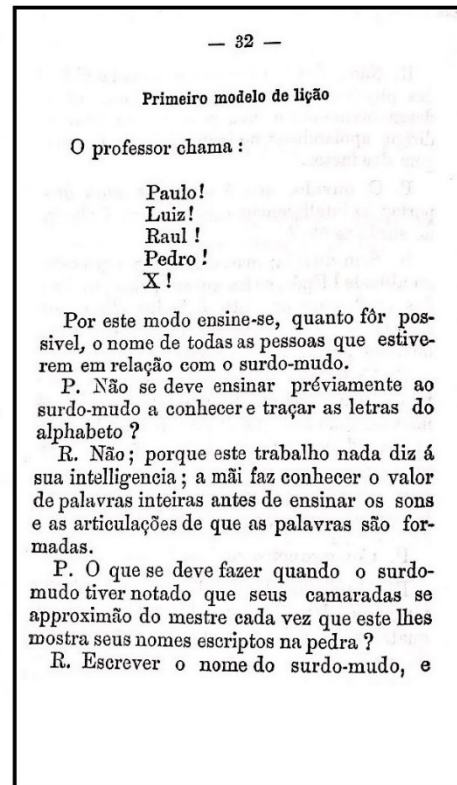 — 32 —
Primeiro modelo de lição
O professor chama :
Paulo!
Luiz!
Raul !
Pedro !
X !
Por este modo ensine-se, quanto fôr pos-
sivel, o nome de todas as pessoas que estive-
rem em relação com o surdo-mudo.
P. Não se deve ensinar préviamente ao
surdo-mudo a conhecer e traçar as letras do
alphabeto ?
R. Não ; porque este trabalho nada diz á
sua intelligencia ; a mãi faz conhecer o valor
de palavras inteiras antes de ensinar os sons
e as articulações de que as palavras são for-
madas.
P. O que se deve fazer quando o surdo-
mudo tiver notado que seus camaradas se
approximão do mestre cada vez que este lhes
mostra seus nomes escriptos na pedra ?
R. Escrever o nome do surdo-mudo, e